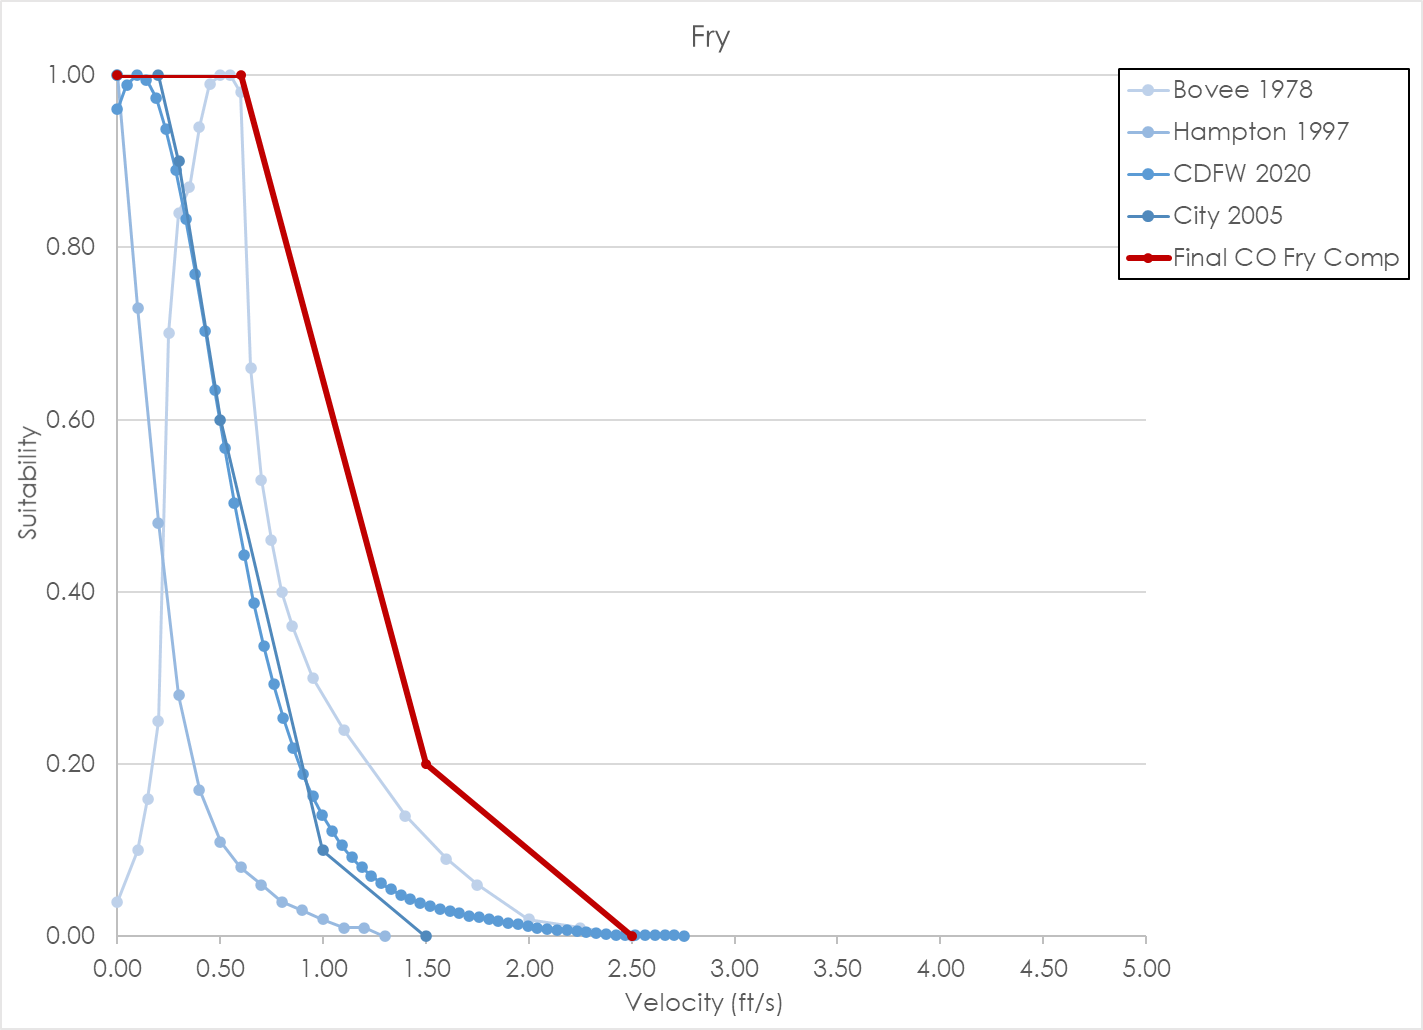 Fry
1.00
0.80
0.60
0.40
0.20
0.00
Suitability
0.00 0.50 1.00 1.50 2.00 2.50 3.00 3.50 4.00 4.50 5.00
Velocity (ft/s)
Bovee 1978
Hampton 1997
CDFW 2020
City 2005
Final CO Fry Comp